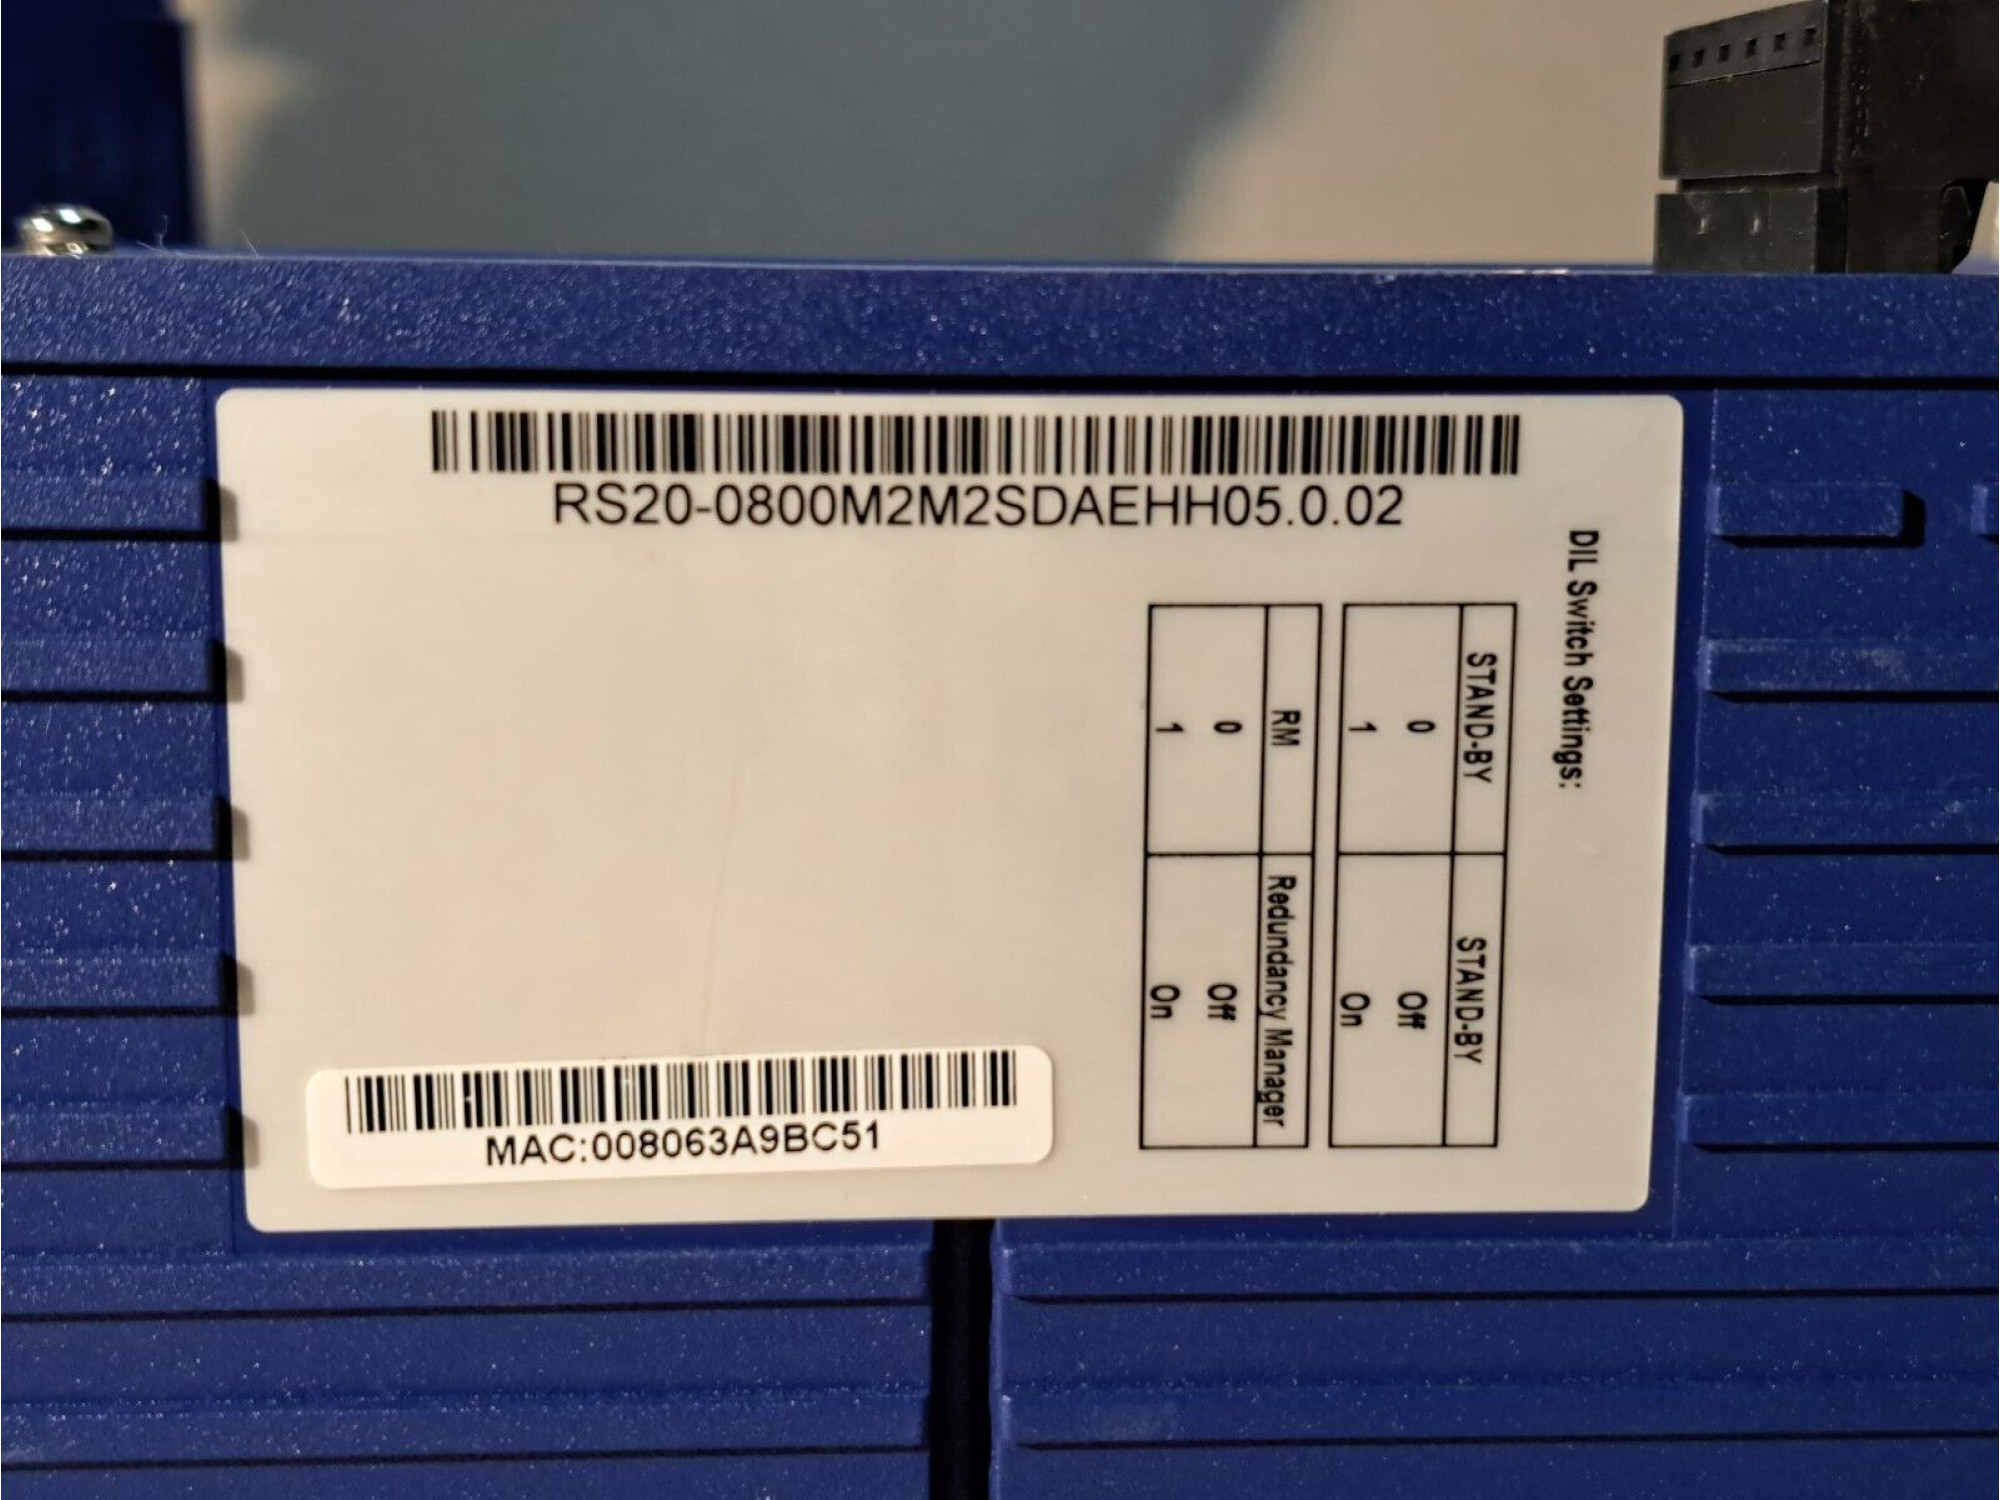 RS20-0800M2M2SDAEHH05.0.02
DIL Switch Settings:
STAND-BY STAND-BY
0 Off
1 On
RM Redundancy Manager
0 Off
1 On
MAC:008063A9BC51